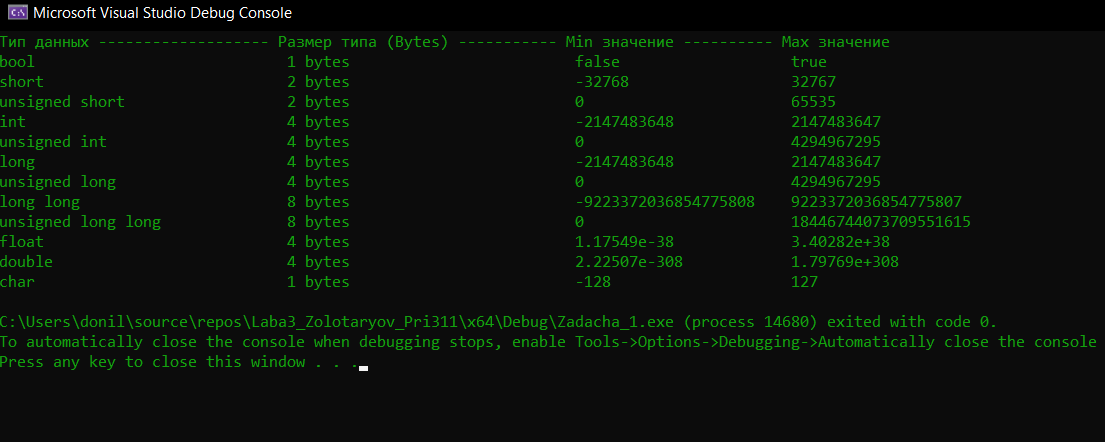 Microsoft Visual Studio Debug Console
Тип данных ------------------- Размер типа (Bytes) ----------- Min значение ---------- Max значение
bool 1 bytes false true
short 2 bytes -32768 32767
unsigned short 2 bytes 0 65535
int 4 bytes -2147483648 2147483647
unsigned int 4 bytes 0 4294967295
long 4 bytes -2147483648 2147483647
unsigned long 4 bytes 0 4294967295
long long 8 bytes -9223372036854775808 9223372036854775807
unsigned long long 8 bytes 0 18446744073709551615
float 4 bytes 1.17549e-38 3.40282e+38
double 4 bytes 2.22507e-308 1.79769e+308
char 1 bytes -128 127
C:\Users\donil\source\repos\Laba3_Zolotaryov_Pri311\x64\Debug\Zadacha_1.exe (process 14680) exited with code 0.
To automatically close the console when debugging stops, enable Tools->Options->Debugging->Automatically close the console
Press any key to close this window . . .